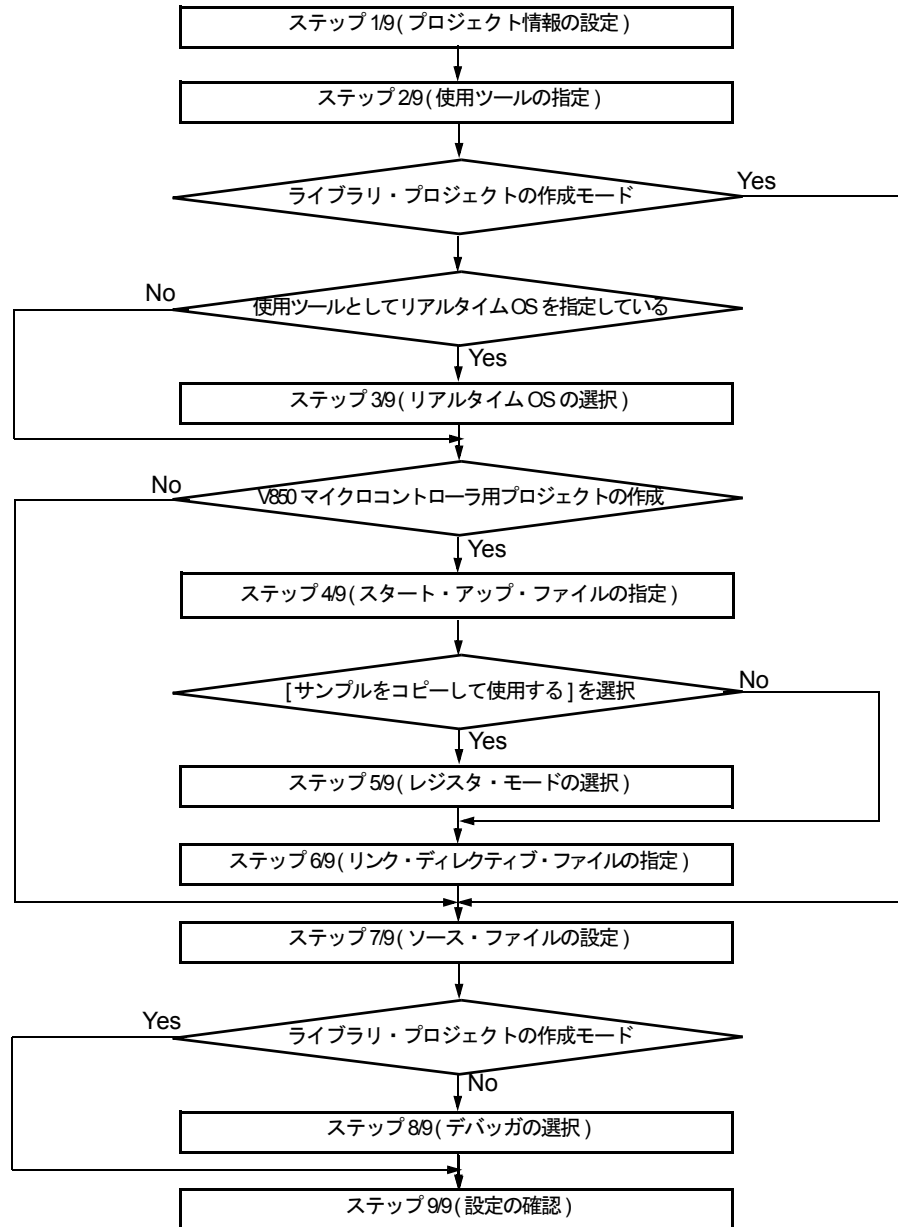 ステップ 1/9 ( プロジェクト情報の設定 )
ステップ 2/9 ( 使用ツールの指定 )
ライブラリ・プロジェクトの作成モード
Yes
No
使用ツールとしてリアルタイム OS を指定している
Yes
ステップ 3/9 ( リアルタイム OS の選択 )
No
V850 マイクロコントローラ用プロジェクトの作成
Yes
ステップ 4/9 ( スタート・アップ・ファイルの指定 )
[ サンプルをコピーして使用する ] を選択
No
Yes
ステップ 5/9 ( レジスタ・モードの選択 )
ステップ 6/9 ( リンク・ディレクティブ・ファイルの指定 )
ステップ 7/9 ( ソース・ファイルの設定 )
Yes
ライブラリ・プロジェクトの作成モード
No
ステップ 8/9 ( デバッガの選択 )
ステップ 9/9 ( 設定の確認 )